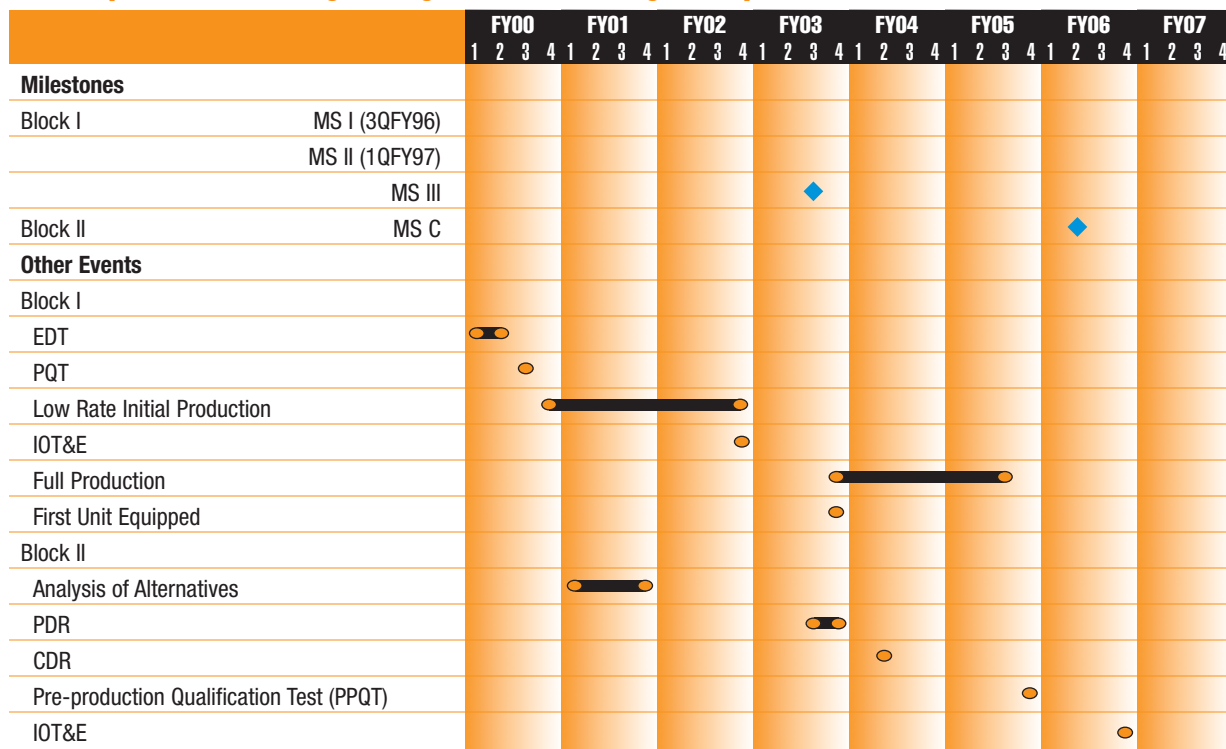 FY00 FY01 FY02 FY03 FY04 FY05 FY06 FY07
1 2 3 4 1 2 3 4 1 2 3 4 1 2 3 4 1 2 3 4 1 2 3 4 1 2 3 4 1 2 3 4
Milestones
Block I MS I (3QFY96)
MS II (1QFY97)
MS III
Block II MS C
Other Events
Block I
EDT
PQT
Low Rate Initial Production
IOT&E
Full Production
First Unit Equipped
Block II
Analysis of Alternatives
PDR
CDR
Pre-production Qualification Test (PPQT)
IOT&E